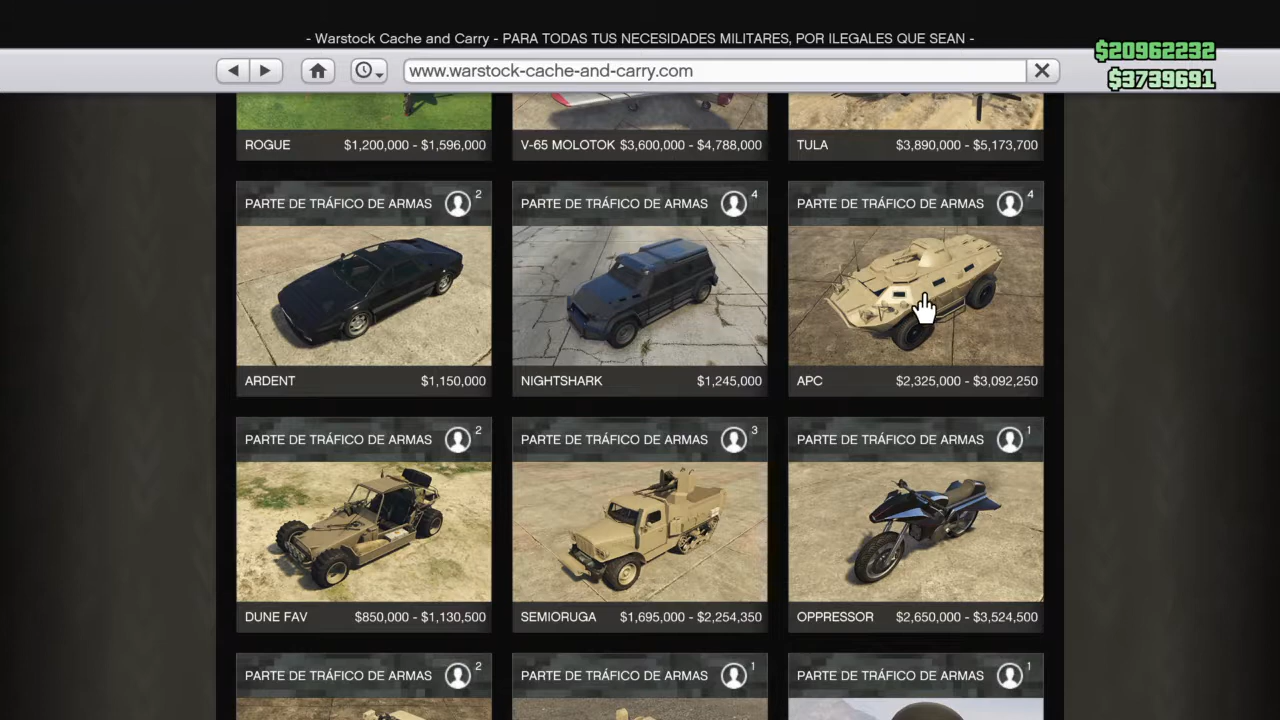 - Warstock Cache and Carry - PARA TODAS TUS NECESIDADES MILITARES, POR ILEGALES QUE SEAN -
$20962232
www.warstock-cache-and-carry.com
$3739691
ROGUE $1,200,000 - $1,596,000
V-65 MOLOTOK $3,600,000 - $4,788,000
TULA $3,890,000 - $5,173,700
PARTE DE TRÁFICO DE ARMAS 2
PARTE DE TRÁFICO DE ARMAS 4
PARTE DE TRÁFICO DE ARMAS 4
ARDENT $1,150,000
NIGHTSHARK $1,245,000
APC $2,325,000 - $3,092,250
PARTE DE TRÁFICO DE ARMAS 2
PARTE DE TRÁFICO DE ARMAS 3
PARTE DE TRÁFICO DE ARMAS 1
DUNE FAV $850,000 - $1,130,500
SEMIORUGA $1,695,000 - $2,254,350
OPPRESSOR $2,650,000 - $3,524,500
PARTE DE TRÁFICO DE ARMAS 2
PARTE DE TRÁFICO DE ARMAS 1
PARTE DE TRÁFICO DE ARMAS 1